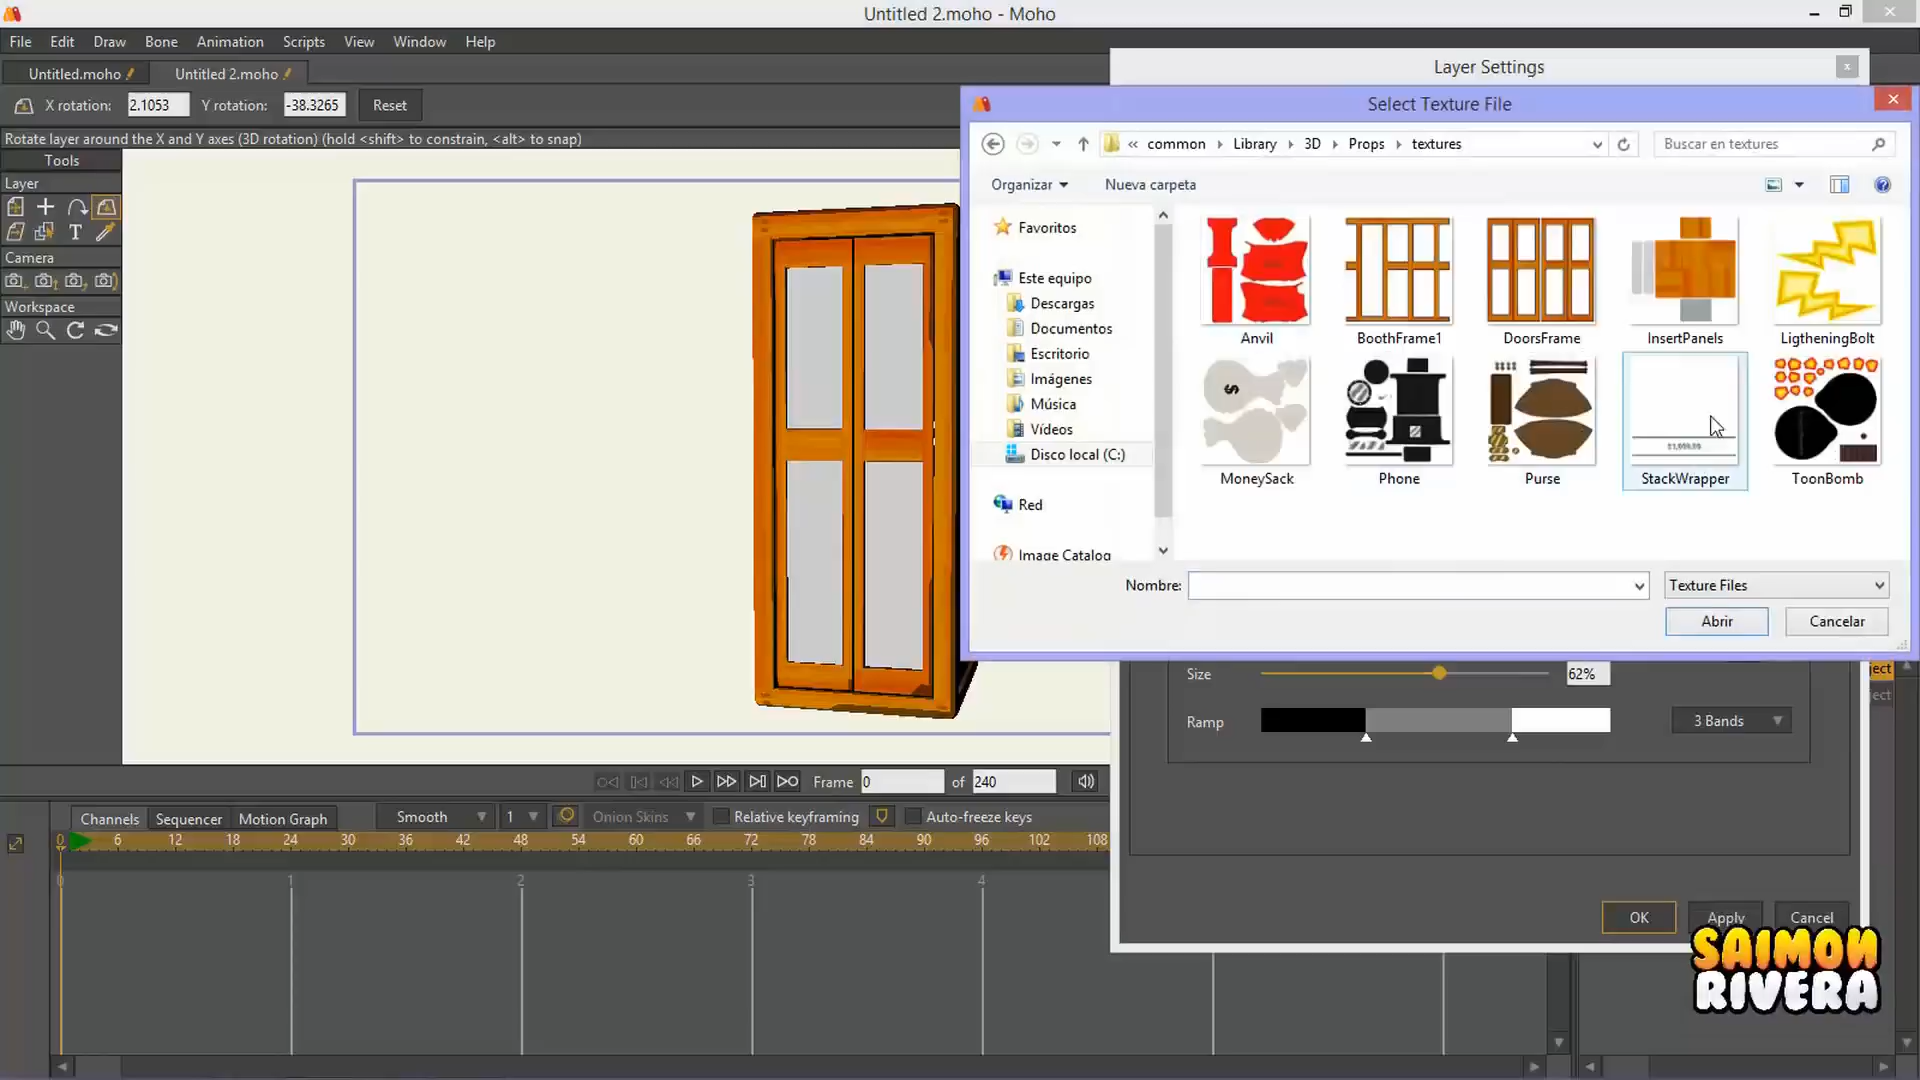 Untitled 2.moho - Moho
File Edit Draw Bone Animation Scripts View Window Help
Untitled.moho Untitled 2.moho
Layer Settings
X rotation: 2.1053 Y rotation: -38.3265 Reset
Select Texture File
Rotate layer around the X and Y axes (3D rotation) (hold <shift> to constrain, <alt> to snap)
« common Library 3D Props textures
Buscar en textures
Tools
Layer
Camera
Workspace
Organizar Nueva carpeta
Favoritos
Este equipo
Descargas
Documentos
Escritorio
Imágenes
Música
Vídeos
Disco local (C:)
Red
Image Catalog
Anvil BoothFrame1 DoorsFrame InsertPanels LigtheningBolt
$
MoneySack Phone Purse StackWrapper ToonBomb
Nombre:
Texture Files
Abrir Cancelar
Size 62%
ject
ject
Ramp 3 Bands
Frame 0 of 240
Channels Sequencer Motion Graph Smooth 1 Onion Skins Relative keyframing Auto-freeze keys
0 6 12 18 24 30 36 42 48 54 60 66 72 78 84 90 96 102 108
0 1 2 3 4
OK Apply Cancel
SAIMON
RIVERA